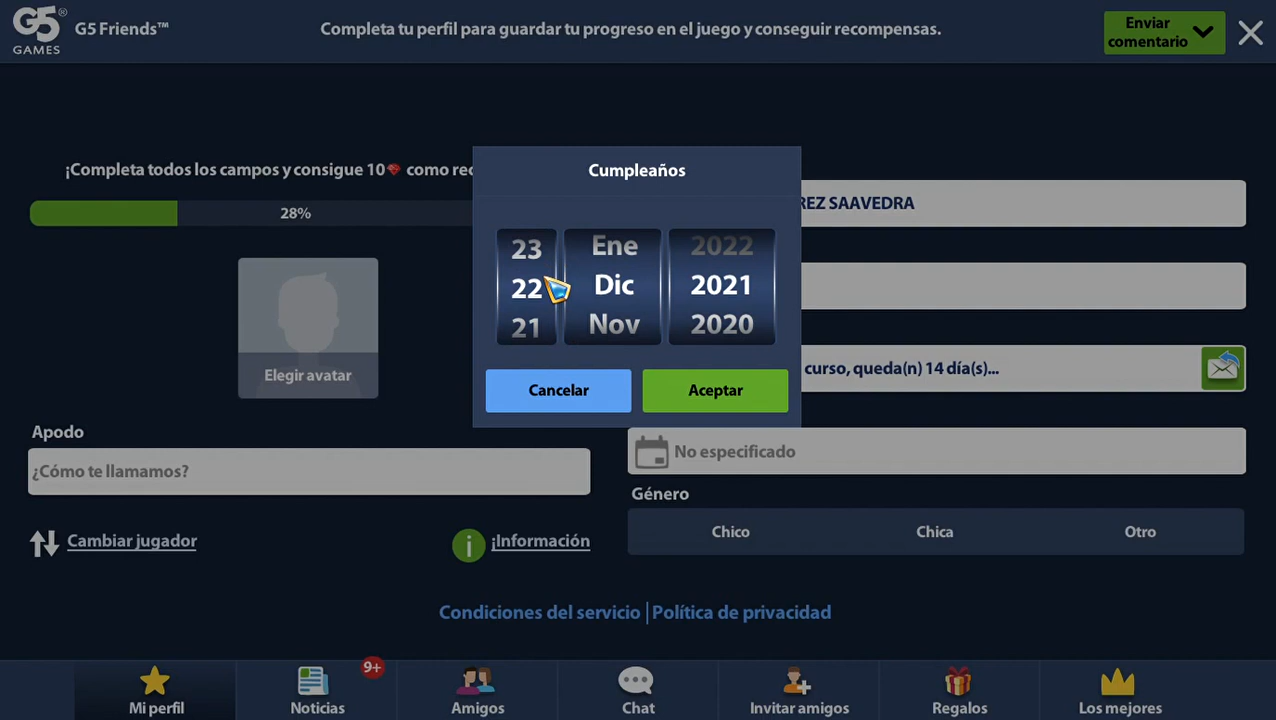 G5®
GAMES
G5 Friends™
Completa tu perfil para guardar tu progreso en el juego y conseguir recompensas.
Enviar
comentario
¡Completa todos los campos y consigue 10 como
28%
Elegir avatar
Apodo
¿Cómo te llamamos?
Cambiar jugador
i
¡Información
Cumpleaños
23 Ene 2022
22 Dic 2021
21 Nov 2020
Cancelar
Aceptar
SAAVEDRA
curso, queda(n) 14 día(s)...
No especificado
Género
Chico
Chica
Otro
Condiciones del servicio | Política de privacidad
Mi perfil
9+
Noticias
Amigos
Chat
Invitar amigos
Regalos
Los mejores